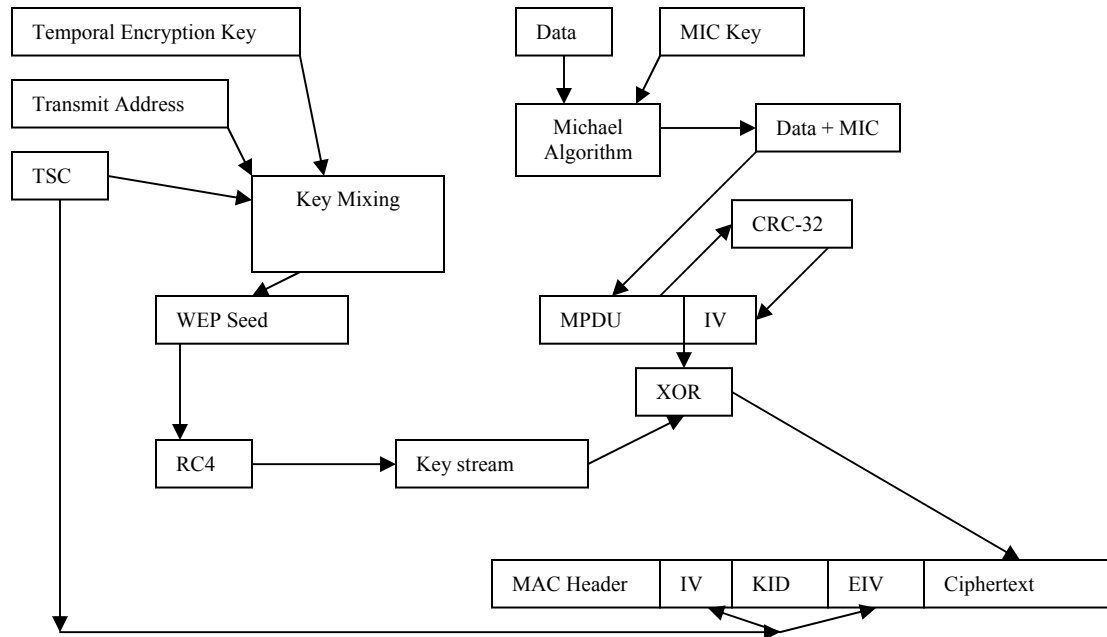 Temporal Encryption Key
Data
MIC Key
Transmit Address
Michael
Algorithm
Data + MIC
TSC
Key Mixing
CRC-32
WEP Seed
MPDU
IV
XOR
RC4
Key stream
MAC Header
IV
KID
EIV
Ciphertext